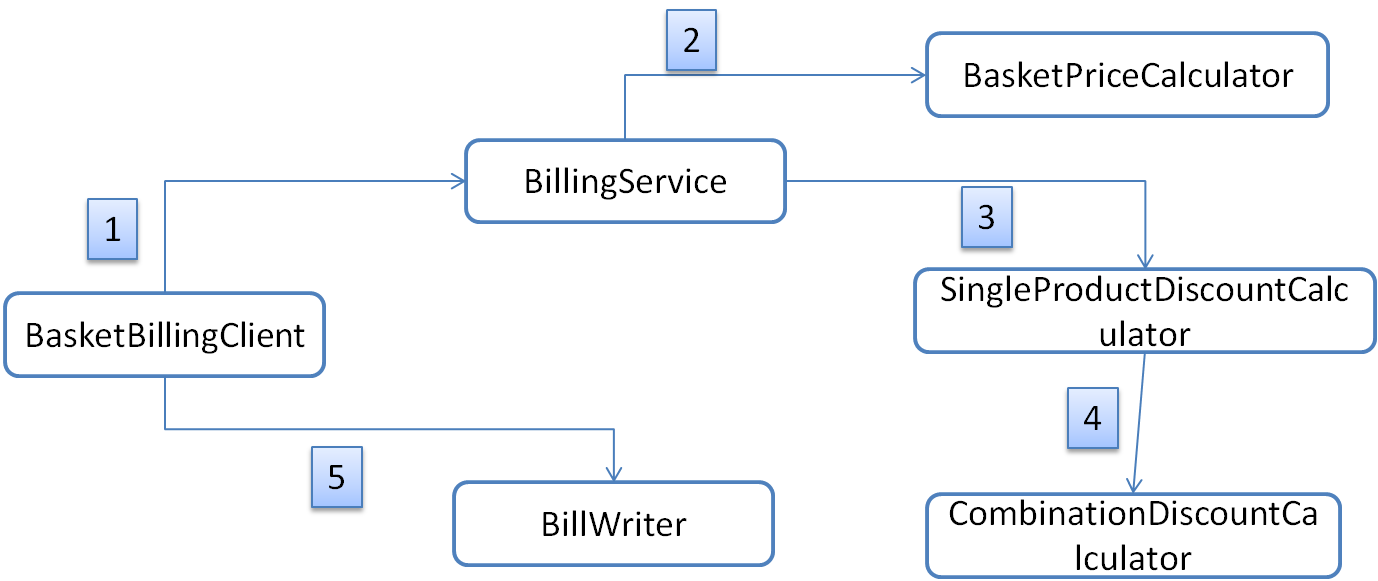 2
BasketPriceCalculator
BillingService
1
3
SingleProductDiscountCalc
ulator
BasketBillingClient
4
5
BillWriter
CombinationDiscountCa
lculator